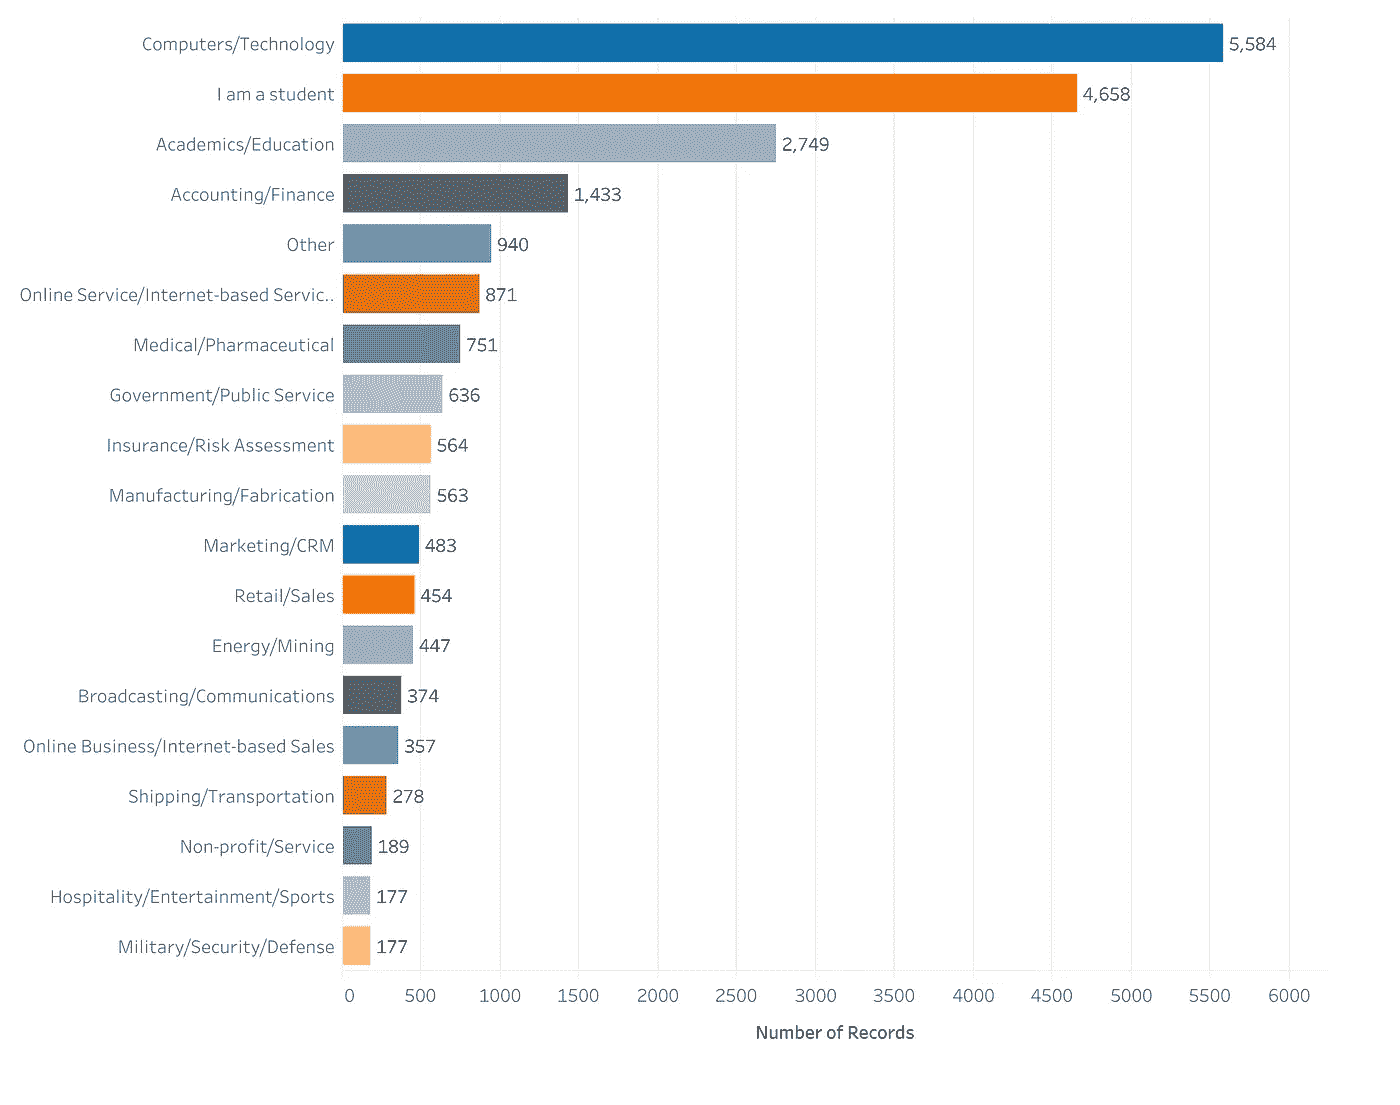 Computers/Technology 5,584
I am a student 4,658
Academics/Education 2,749
Accounting/Finance 1,433
Other 940
Online Service/Internet-based Servic.. 871
Medical/Pharmaceutical 751
Government/Public Service 636
Insurance/Risk Assessment 564
Manufacturing/Fabrication 563
Marketing/CRM 483
Retail/Sales 454
Energy/Mining 447
Broadcasting/Communications 374
Online Business/Internet-based Sales 357
Shipping/Transportation 278
Non-profit/Service 189
Hospitality/Entertainment/Sports 177
Military/Security/Defense 177
0 500 1000 1500 2000 2500 3000 3500 4000 4500 5000 5500 6000
Number of Records